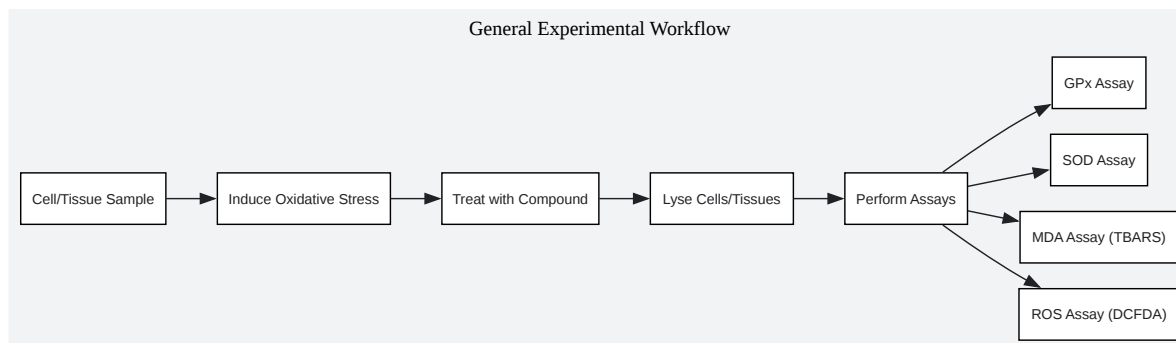 General Experimental Workflow
GPx Assay
SOD Assay
Cell/Tissue Sample
Induce Oxidative Stress
Treat with Compound
Lyse Cells/Tissues
Perform Assays
MDA Assay (TBARS)
ROS Assay (DCFDA)